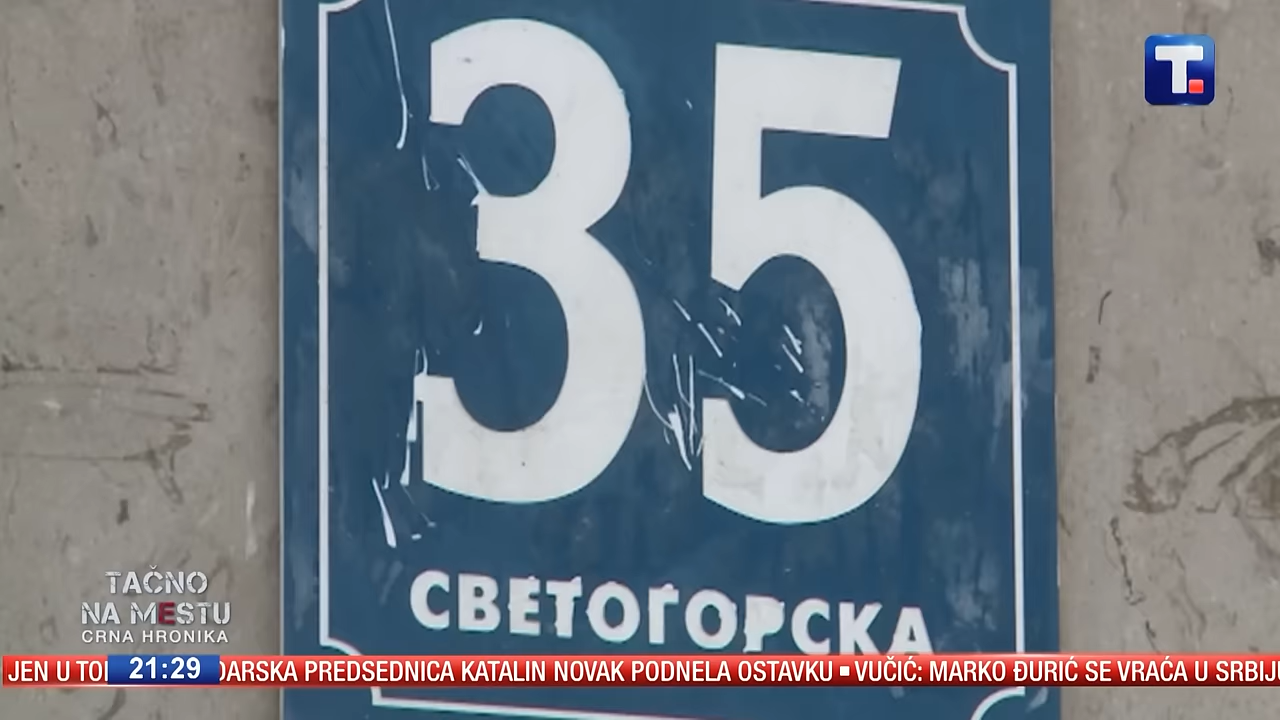 35
СВЕТОГОРСКА
T.
TAČNO
NA MESTU
CRNA HRONIKA
JEN U 21:29 DARSKA PREDSEDNICA KATALIN NOVAK PODNELA OSTAVKU ▪ VUČIĆ: MARKO ĐURIĆ SE VRAĆA U SRBIJU